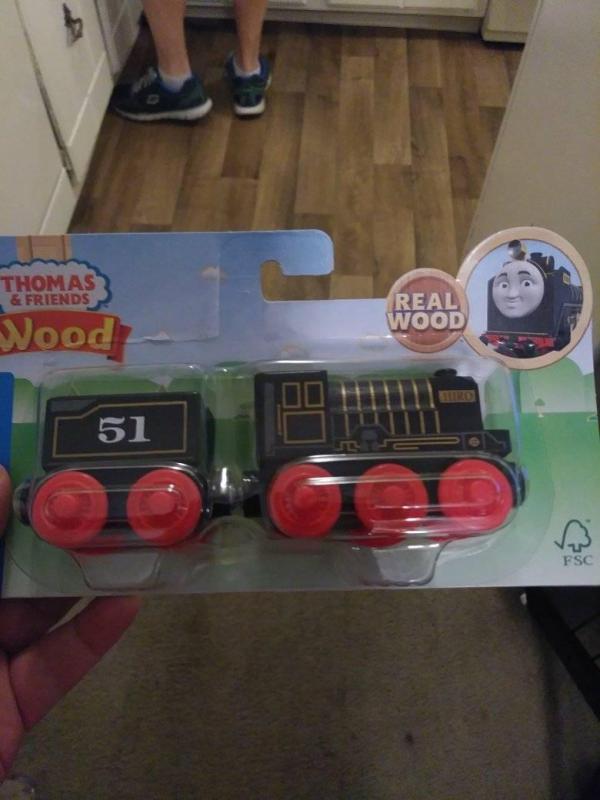 THOMAS
& FRIENDS
Wood
REAL
WOOD
51
HIRO
FSC